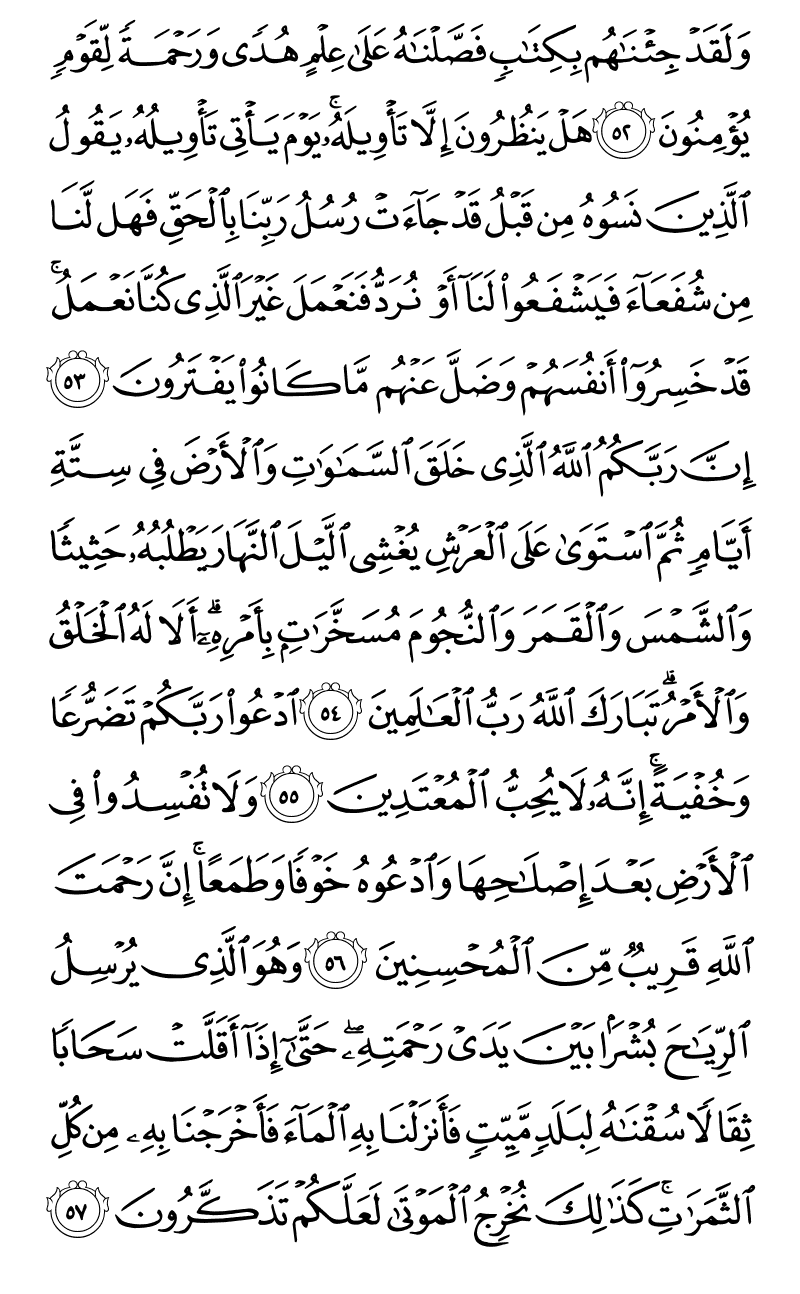 وَلَقَدۡ جِئۡنَٰهُم بِكِتَٰبٖ فَصَّلۡنَٰهُ عَلَىٰ عِلۡمٍ هُدٗى وَرَحۡمَةٗ لِّقَوۡمٖ
يُؤۡمِنُونَ ٥٢ هَلۡ يَنظُرُونَ إِلَّا تَأۡوِيلَهُۥۚ يَوۡمَ يَأۡتِي تَأۡوِيلُهُۥ يَقُولُ
ٱلَّذِينَ نَسُوهُ مِن قَبۡلُ قَدۡ جَآءَتۡ رُسُلُ رَبِّنَا بِٱلۡحَقِّ فَهَل لَّنَا
مِن شُفَعَآءَ فَيَشۡفَعُواْ لَنَآ أَوۡ نُرَدُّ فَنَعۡمَلَ غَيۡرَ ٱلَّذِي كُنَّا نَعۡمَلُۚ
قَدۡ خَسِرُوٓاْ أَنفُسَهُمۡ وَضَلَّ عَنۡهُم مَّا كَانُواْ يَفۡتَرُونَ ٥٣
إِنَّ رَبَّكُمُ ٱللَّهُ ٱلَّذِي خَلَقَ ٱلسَّمَٰوَٰتِ وَٱلۡأَرۡضَ فِي سِتَّةِ
أَيَّامٖ ثُمَّ ٱسۡتَوَىٰ عَلَى ٱلۡعَرۡشِ يُغۡشِي ٱلَّيۡلَ ٱلنَّهَارَ يَطۡلُبُهُۥ حَثِيثٗا
وَٱلشَّمۡسَ وَٱلۡقَمَرَ وَٱلنُّجُومَ مُسَخَّرَٰتِۭ بِأَمۡرِهِۦٓۗ أَلَا لَهُ ٱلۡخَلۡقُ
وَٱلۡأَمۡرُۗ تَبَارَكَ ٱللَّهُ رَبُّ ٱلۡعَٰلَمِينَ ٥٤ ٱدۡعُواْ رَبَّكُمۡ تَضَرُّعٗا
وَخُفۡيَةًۚ إِنَّهُۥ لَا يُحِبُّ ٱلۡمُعۡتَدِينَ ٥٥ وَلَا تُفۡسِدُواْ فِي
ٱلۡأَرۡضِ بَعۡدَ إِصۡلَٰحِهَا وَٱدۡعُوهُ خَوۡفٗا وَطَمَعًاۚ إِنَّ رَحۡمَتَ
ٱللَّهِ قَرِيبٞ مِّنَ ٱلۡمُحۡسِنِينَ ٥٦ وَهُوَ ٱلَّذِي يُرۡسِلُ
ٱلرِّيَٰحَ بُشۡرَۢا بَيۡنَ يَدَيۡ رَحۡمَتِهِۦۖ حَتَّىٰٓ إِذَآ أَقَلَّتۡ سَحَابٗا
ثِقَالٗا سُقۡنَٰهُ لِبَلَدٖ مَّيِّتٖ فَأَنزَلۡنَا بِهِ ٱلۡمَآءَ فَأَخۡرَجۡنَا بِهِۦ مِن كُلِّ
ٱلثَّمَرَٰتِۚ كَذَٰلِكَ نُخۡرِجُ ٱلۡمَوۡتَىٰ لَعَلَّكُمۡ تَذَكَّرُونَ ٥٧